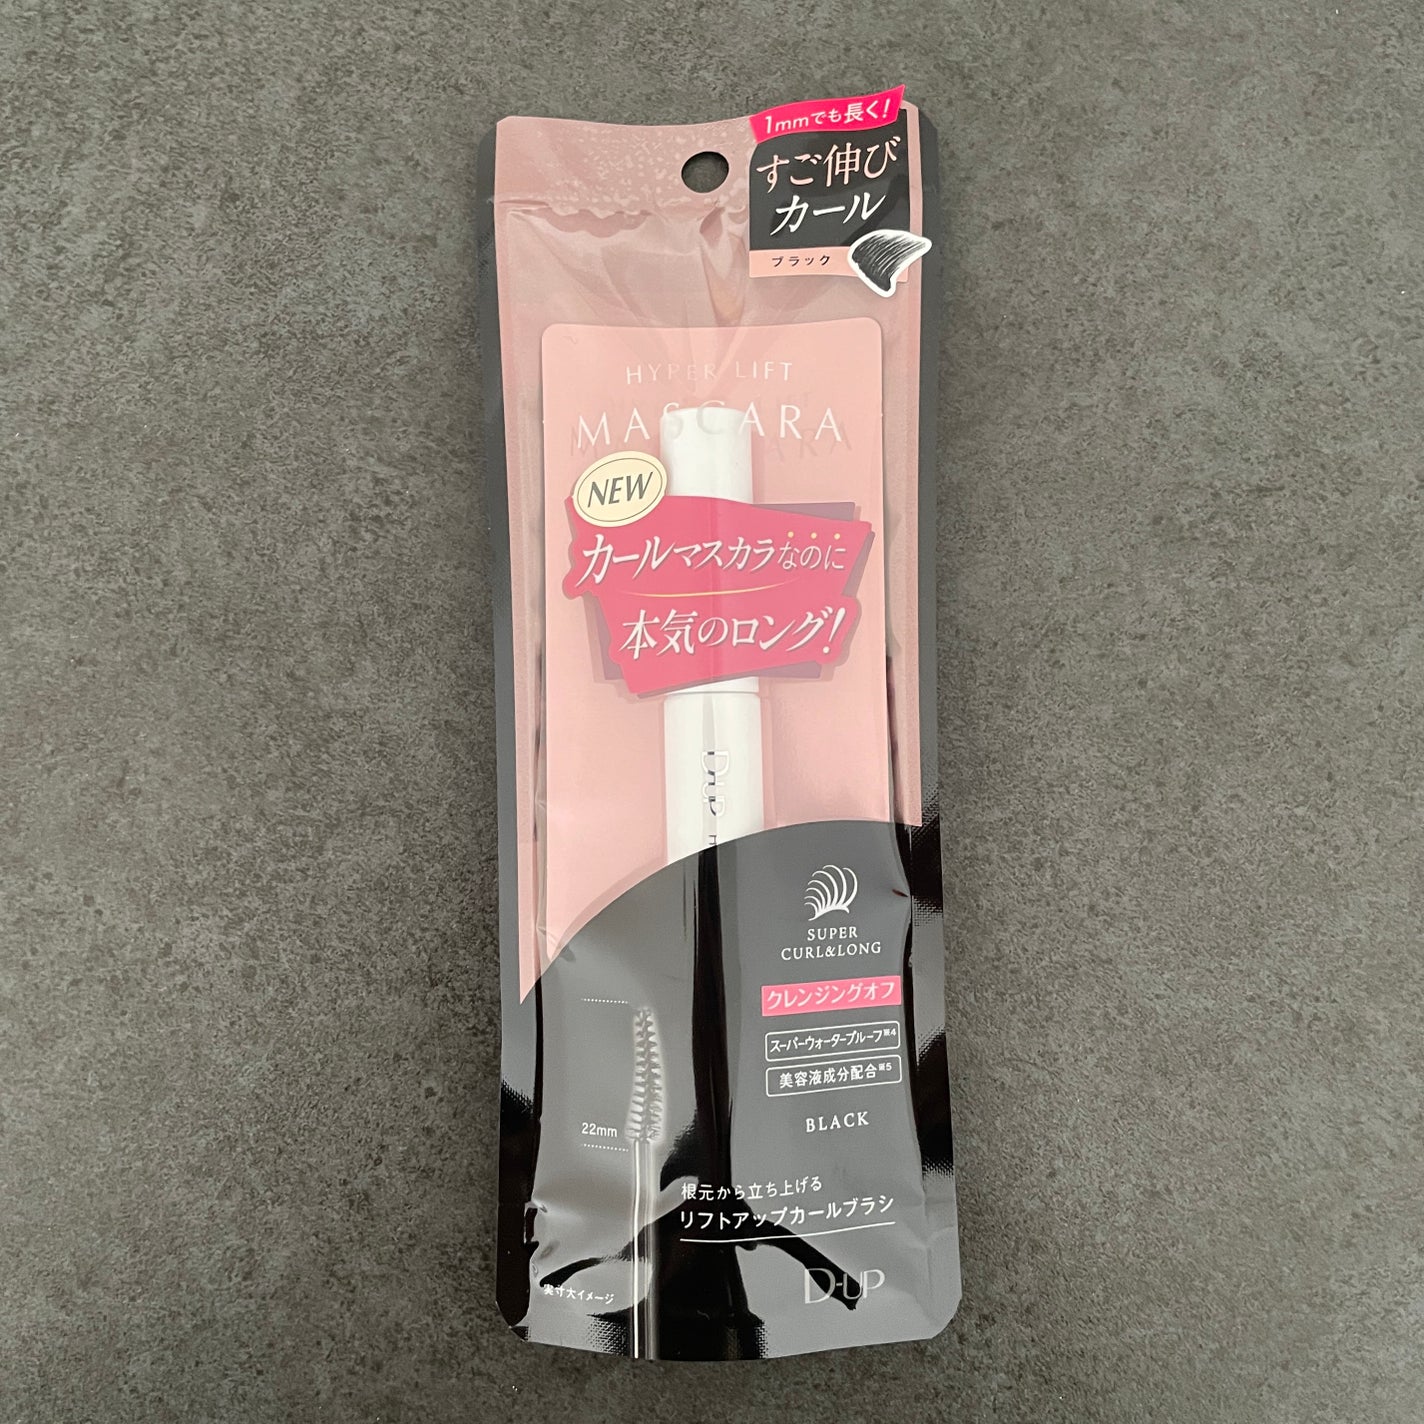 1mmでも長く!
すご伸び
カール
ブラック
HYPER LIFT
MASCARA
NEW
カールマスカラなのに
本気のロング!
D-UP
SUPER
CURL&LONG
クレンジングオフ
スーパーウォータープルーフ※4
美容液成分配合※5
22mm
BLACK
根元から立ち上げる
リフトアップカールブラシ
実寸大イメージ
D-UP